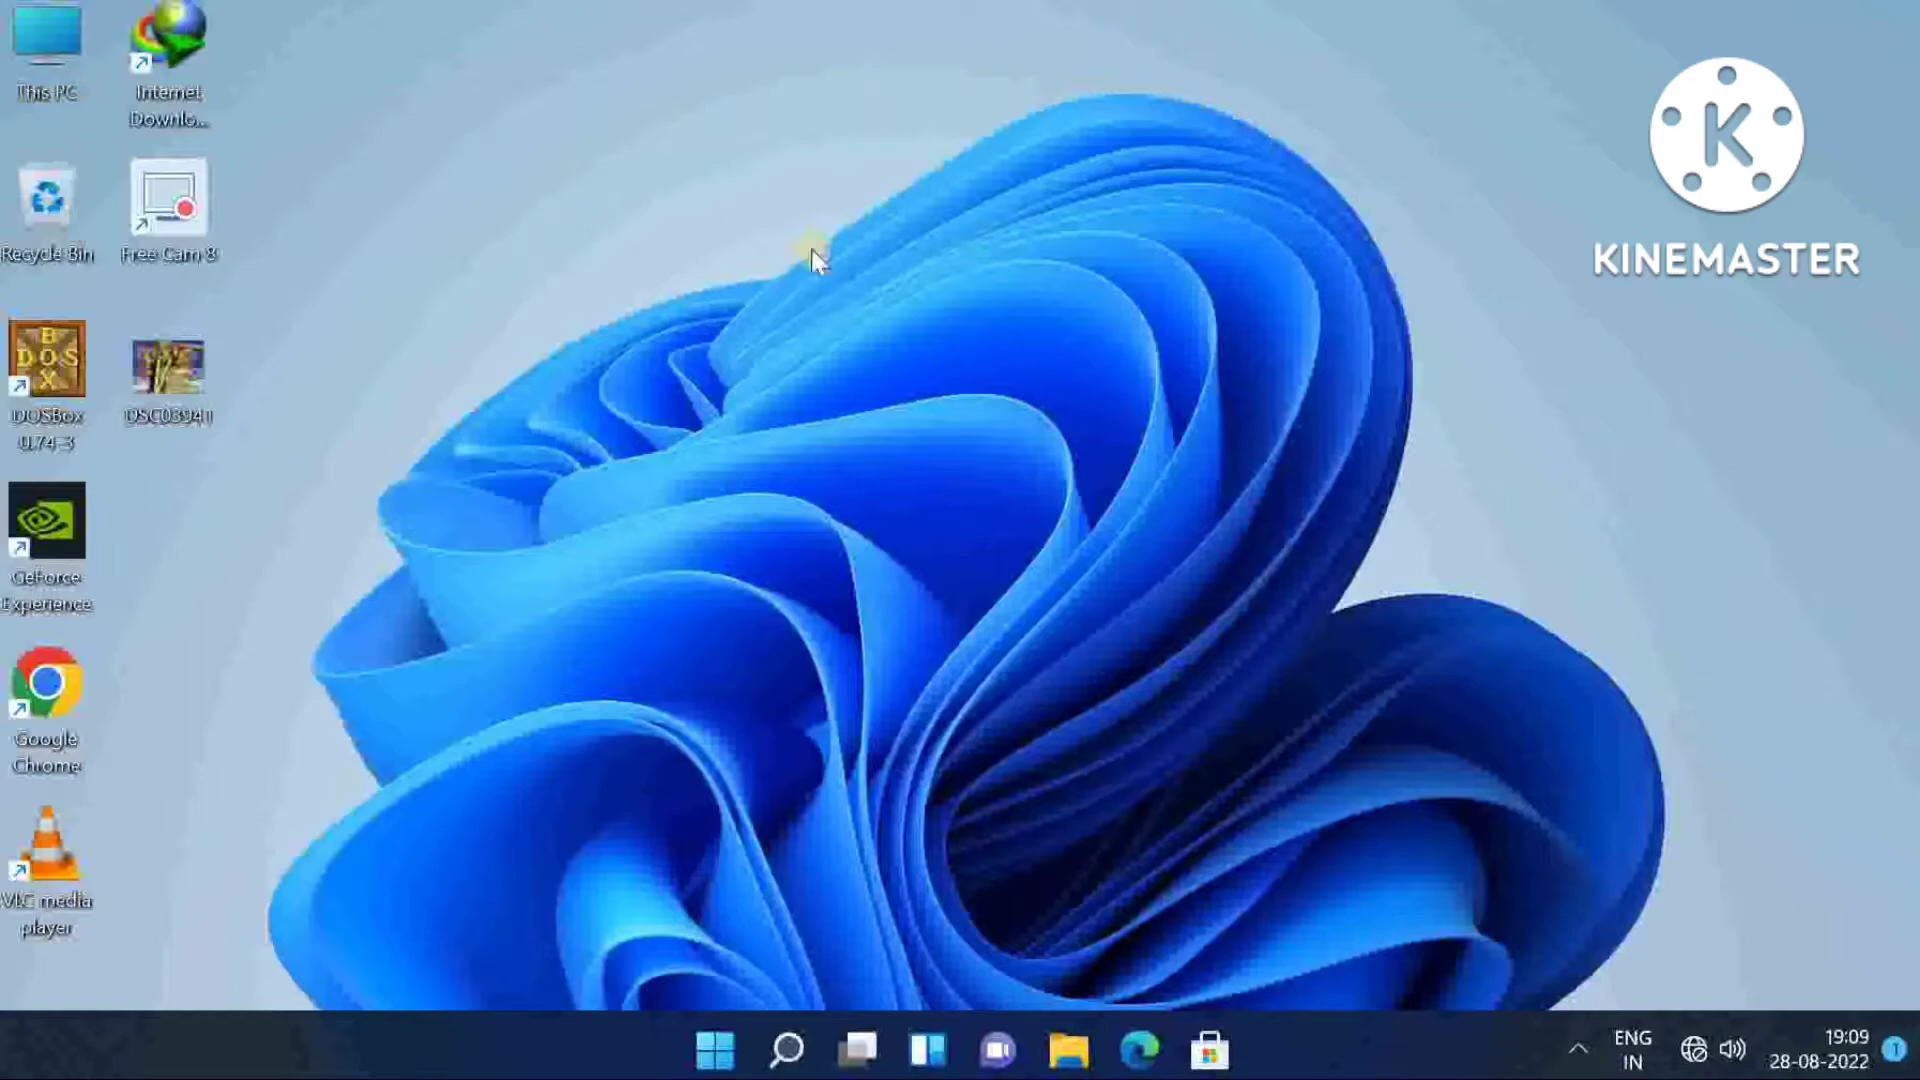 This PC
Internet
Downlo...
Recycle Bin
Free Cam 8
DOSBox
0.74-3
DSC03941
GeForce
Experience
Google
Chrome
VLC media
player
K
KINEMASTER
ENG
IN
19:09
28-08-2022
1